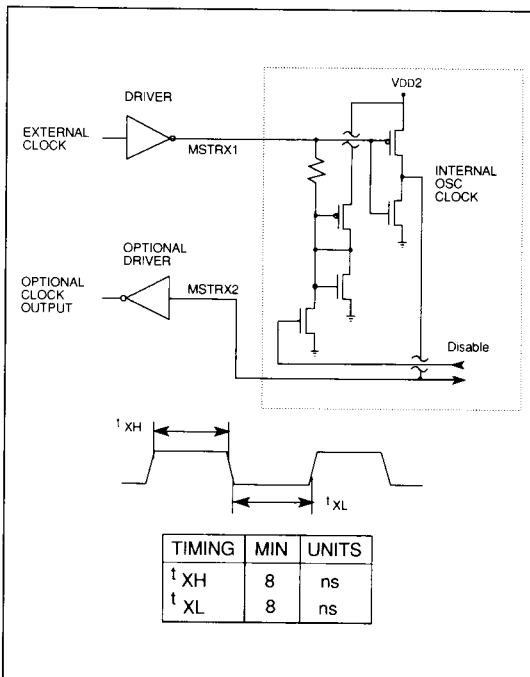 VDD2
DRIVER
EXTERNAL
CLOCK
MSTRX1
INTERNAL
OSC
CLOCK
OPTIONAL
DRIVER
OPTIONAL
CLOCK
OUTPUT
MSTRX2
Disable
t XH
t XL
TIMING MIN UNITS
t XH 8 ns
t XL 8 ns